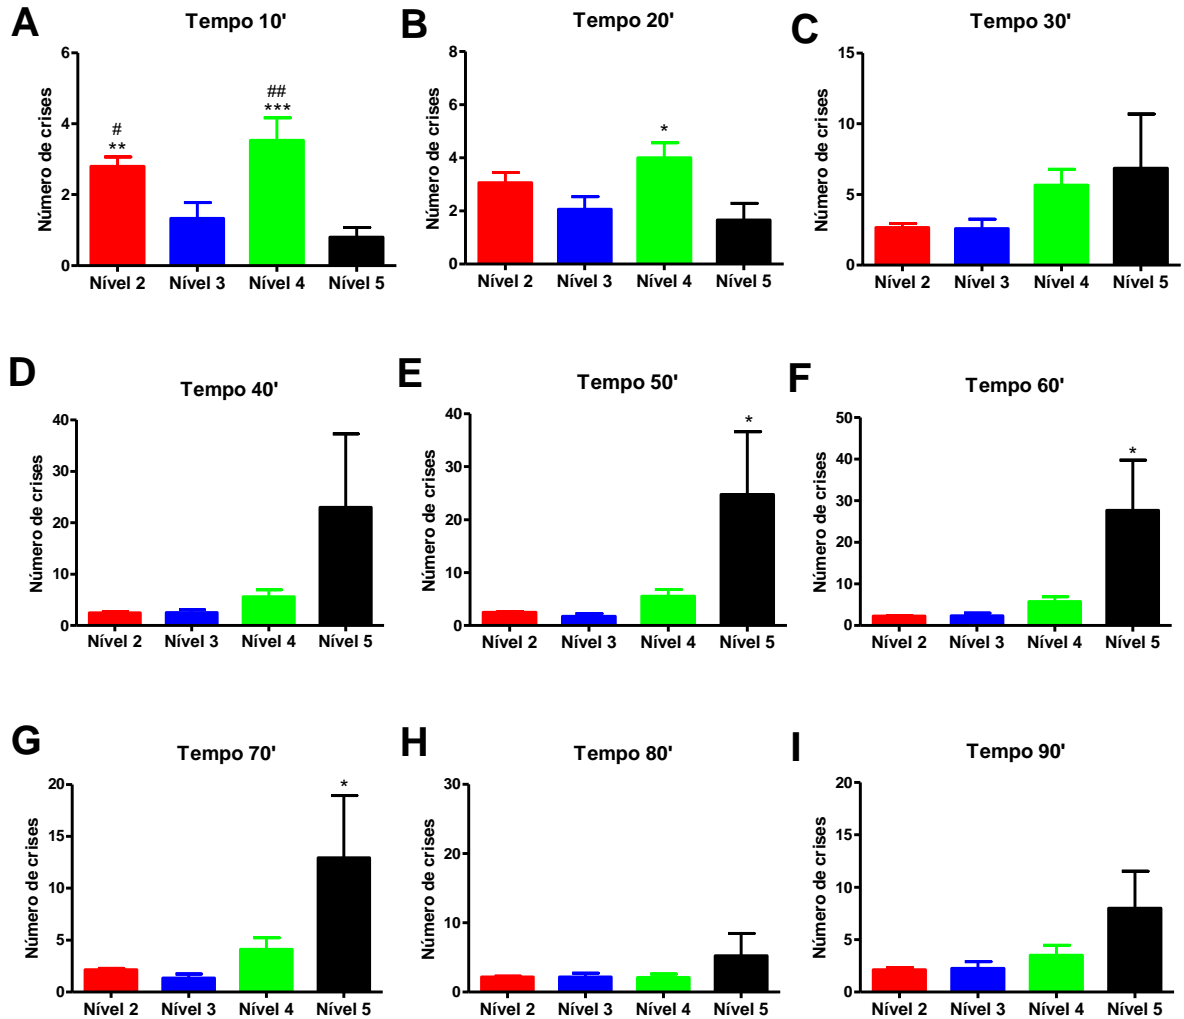 A
Tempo 10'
Número de crises
6
4
2
0
#
**
##
***
Nível 2 Nível 3 Nível 4 Nível 5
B
Tempo 20'
Número de crises
8
6
4
2
0
*
Nível 2 Nível 3 Nível 4 Nível 5
C
Tempo 30'
Número de crises
15
10
5
0
Nível 2 Nível 3 Nível 4 Nível 5
D
Tempo 40'
Número de crises
40
30
20
10
0
Nível 2 Nível 3 Nível 4 Nível 5
E
Tempo 50'
Número de crises
40
30
20
10
0
*
Nível 2 Nível 3 Nível 4 Nível 5
F
Tempo 60'
Número de crises
50
40
30
20
10
0
*
Nível 2 Nível 3 Nível 4 Nível 5
G
Tempo 70'
Número de crises
20
15
10
5
0
*
Nível 2 Nível 3 Nível 4 Nível 5
H
Tempo 80'
Número de crises
30
20
10
0
Nível 2 Nível 3 Nível 4 Nível 5
I
Tempo 90'
Número de crises
20
15
10
5
0
Nível 2 Nível 3 Nível 4 Nível 5